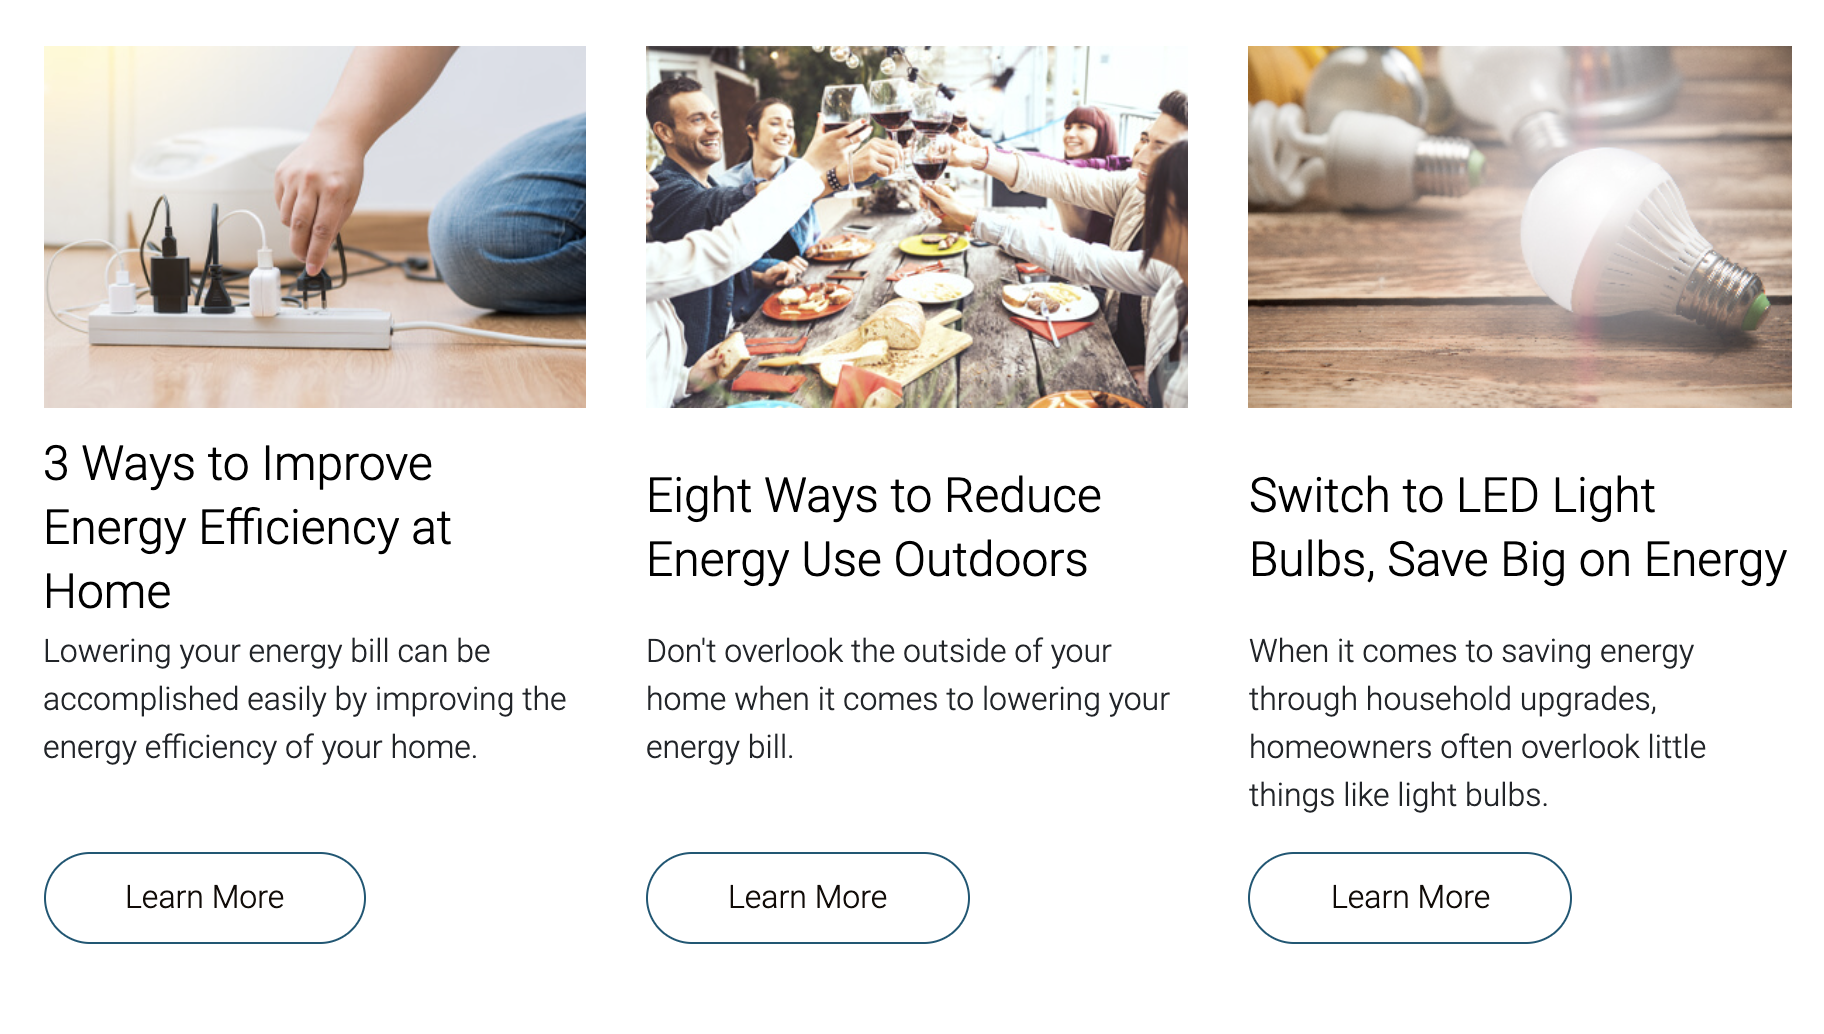 3 Ways to Improve
Energy Efficiency at
Home
Lowering your energy bill can be
accomplished easily by improving the
energy efficiency of your home.
Learn More
Eight Ways to Reduce
Energy Use Outdoors
Don't overlook the outside of your
home when it comes to lowering your
energy bill.
Learn More
Switch to LED Light
Bulbs, Save Big on Energy
When it comes to saving energy
through household upgrades,
homeowners often overlook little
things like light bulbs.
Learn More